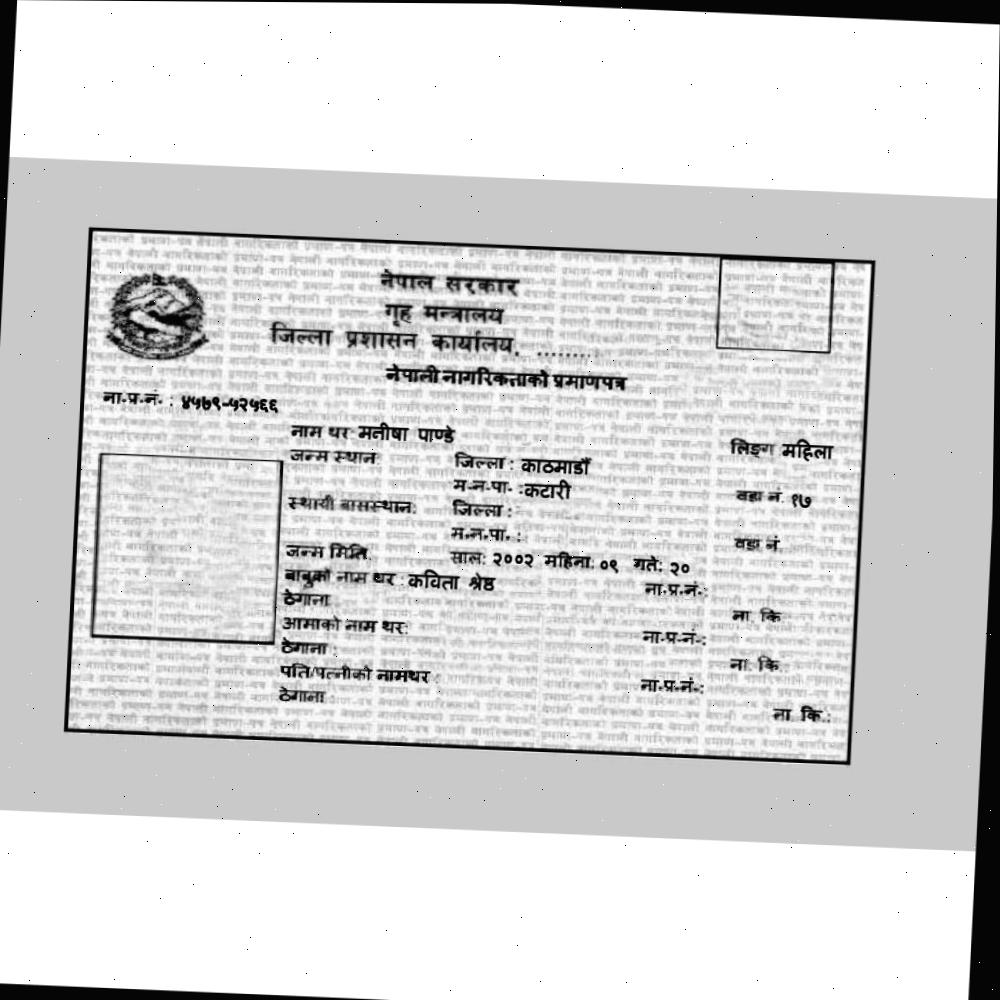 नेपाल सरकार
गृह मन्त्रालय
जिल्ला प्रशासन कार्यालय, .........
नेपाली नागरिकताको प्रमाणपत्र
ना.प्र.नं. : ४५७९-५२५६६
नाम थर: मनीषा पाण्डे लिङ्ग: महिला
जन्म स्थान: जिल्ला : काठमाडौं
म.न.पा. : कटारी वडा नं. १७
स्थायी बासस्थान: जिल्ला :
म.न.पा. : वडा नं
जन्म मिति: साल: २००२ महिना: ०९ गते: २०
बाबुको नाम थर : कविता श्रेष्ठ ना.प्र.नं.:
ठेगाना : ना. कि.:
आमाको नाम थर: ना.प्र.नं.:
ठेगाना : ना. कि.:
पति/पत्नीको नामथर : ना.प्र.नं.:
ठेगाना : ना. कि.: